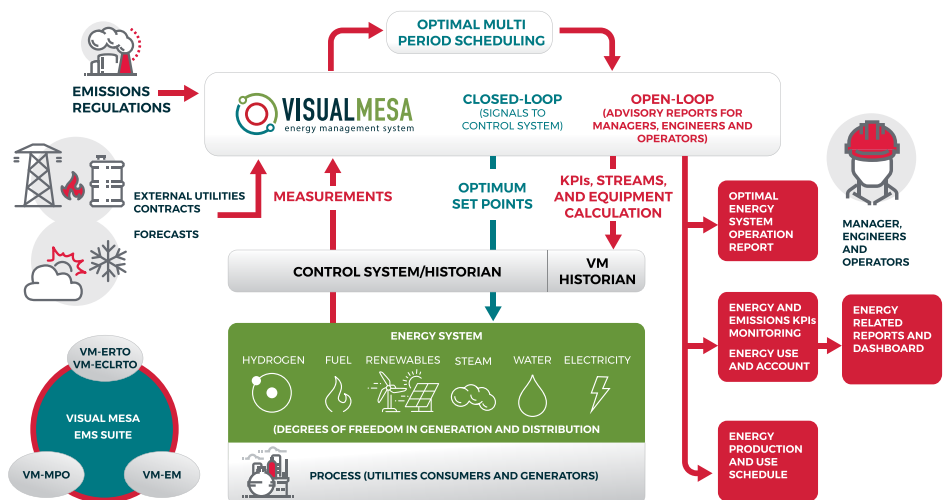 OPTIMAL MULTI
PERIOD SCHEDULING
EMISSIONS
REGULATIONS
VISUALMESA
energy management system
CLOSED-LOOP
(SIGNALS TO
CONTROL SYSTEM)
OPEN-LOOP
(ADVISORY REPORTS FOR
MANAGERS, ENGINEERS AND
OPERATORS)
EXTERNAL UTILITIES
CONTRACTS
FORECASTS
MEASUREMENTS
OPTIMUM
SET POINTS
KPIs, STREAMS,
AND EQUIPMENT
CALCULATION
OPTIMAL
ENERGY
SYSTEM
OPERATION
REPORT
MANAGER,
ENGINEERS
AND
OPERATORS
CONTROL SYSTEM/HISTORIAN
VM
HISTORIAN
ENERGY AND
EMISSIONS KPIs
MONITORING
ENERGY USE
AND ACCOUNT
ENERGY
RELATED
REPORTS AND
DASHBOARD
ENERGY SYSTEM
HYDROGEN
FUEL
RENEWABLES
STEAM
WATER
ELECTRICITY
(DEGREES OF FREEDOM IN GENERATION AND DISTRIBUTION
PROCESS (UTILITIES CONSUMERS AND GENERATORS)
ENERGY
PRODUCTION
AND USE
SCHEDULE
VM-ERTO
VM-ECLRTO
VISUAL MESA
EMS SUITE
VM-MPO
VM-EM